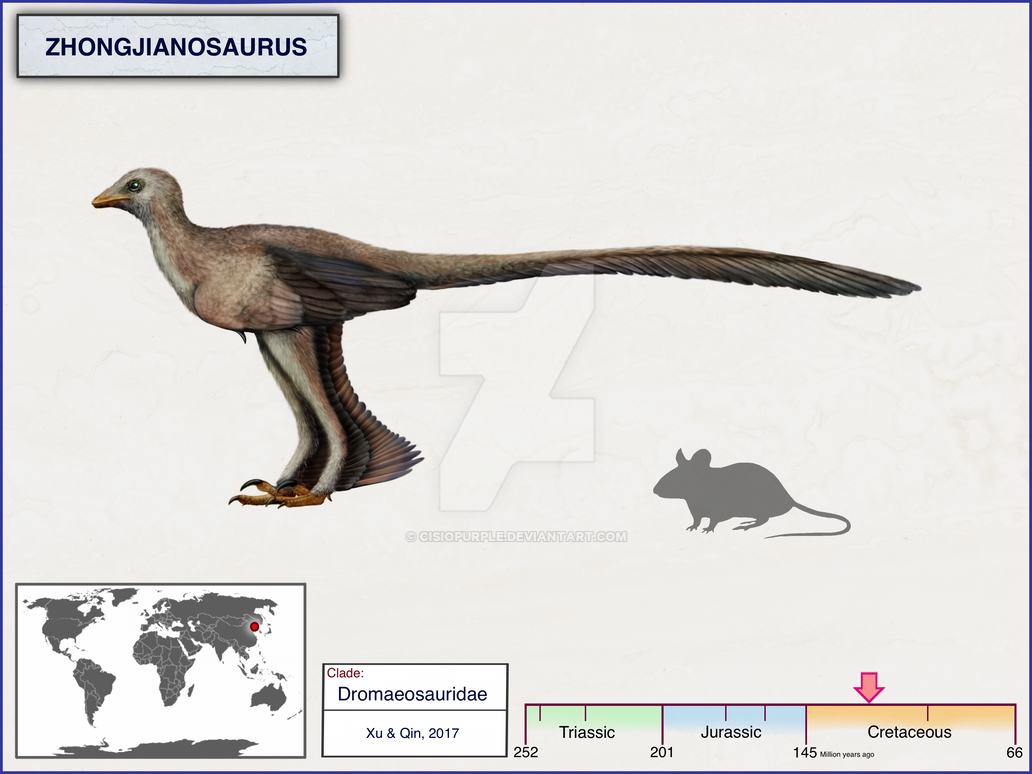 ZHONGJIANOSAURUS
© CISIOPURPLE.DEVIANTART.COM
Clade:
Dromaeosauridae
Xu & Qin, 2017
Triassic
Jurassic
Cretaceous
252
201
145
Million years ago
66